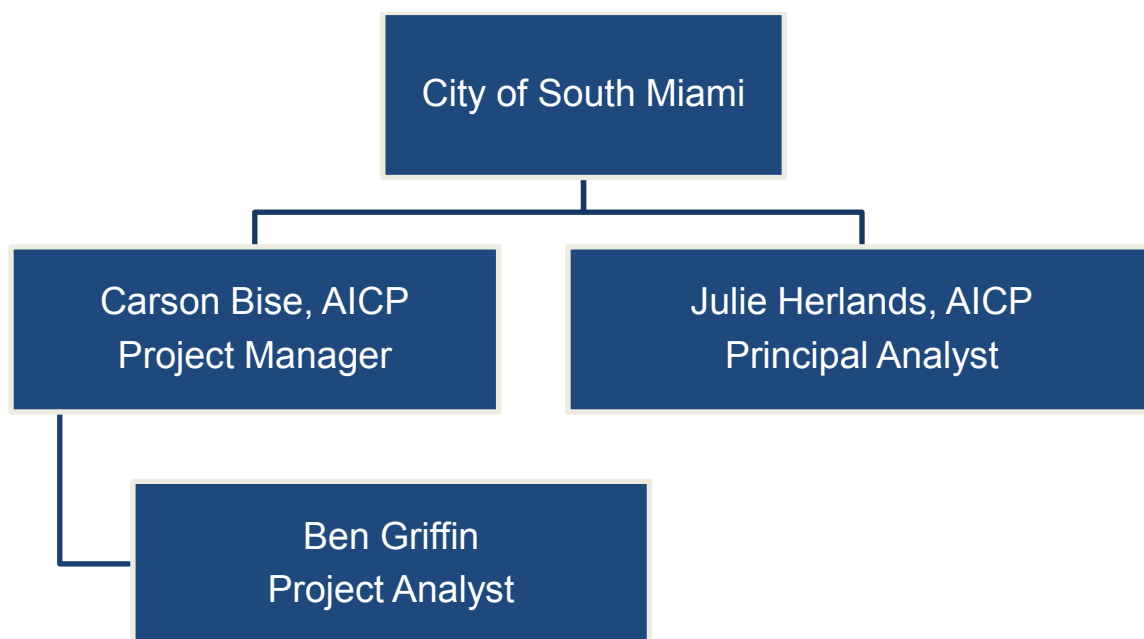 City of South Miami
Carson Bise, AICP
Project Manager
Julie Herlands, AICP
Principal Analyst
Ben Griffin
Project Analyst